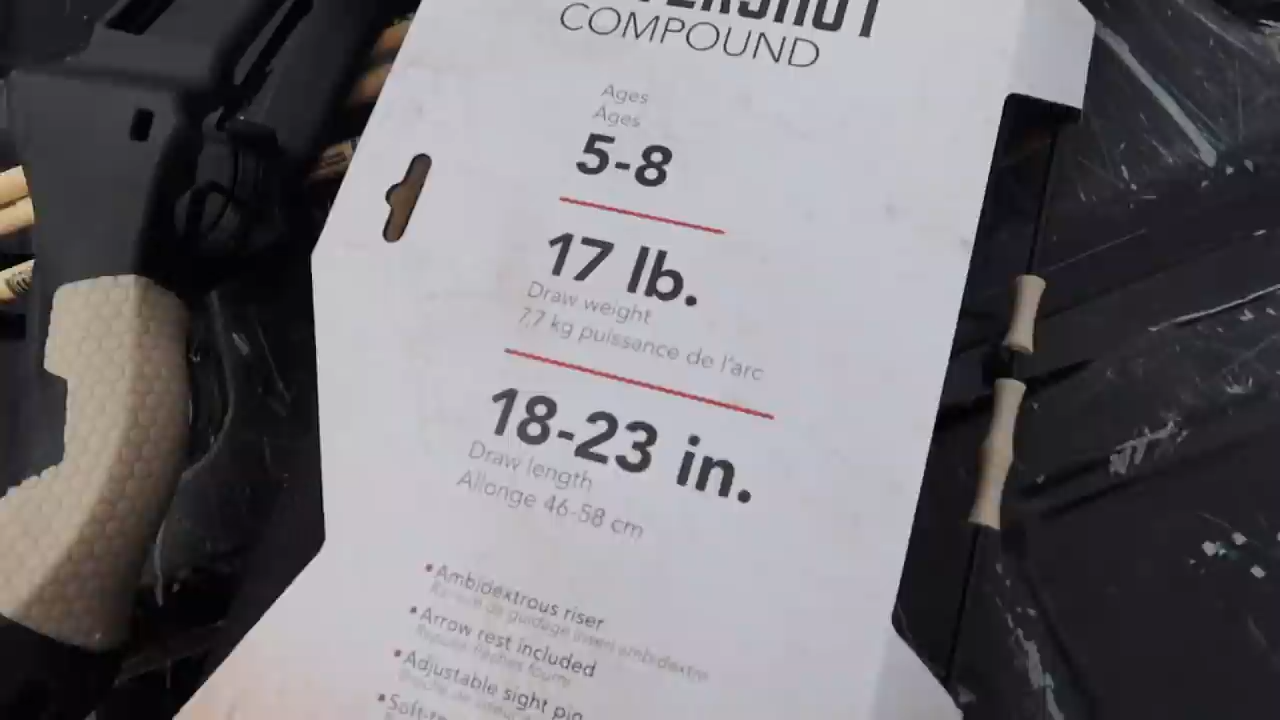 COMPOUND
Ages
Ages
5-8
17 lb.
Draw weight
7,7 kg puissance de l'arc
18-23 in.
Draw length
Allonge 46-58 cm
• Ambidextrous riser
• Arrow rest included
• Adjustable sight pin